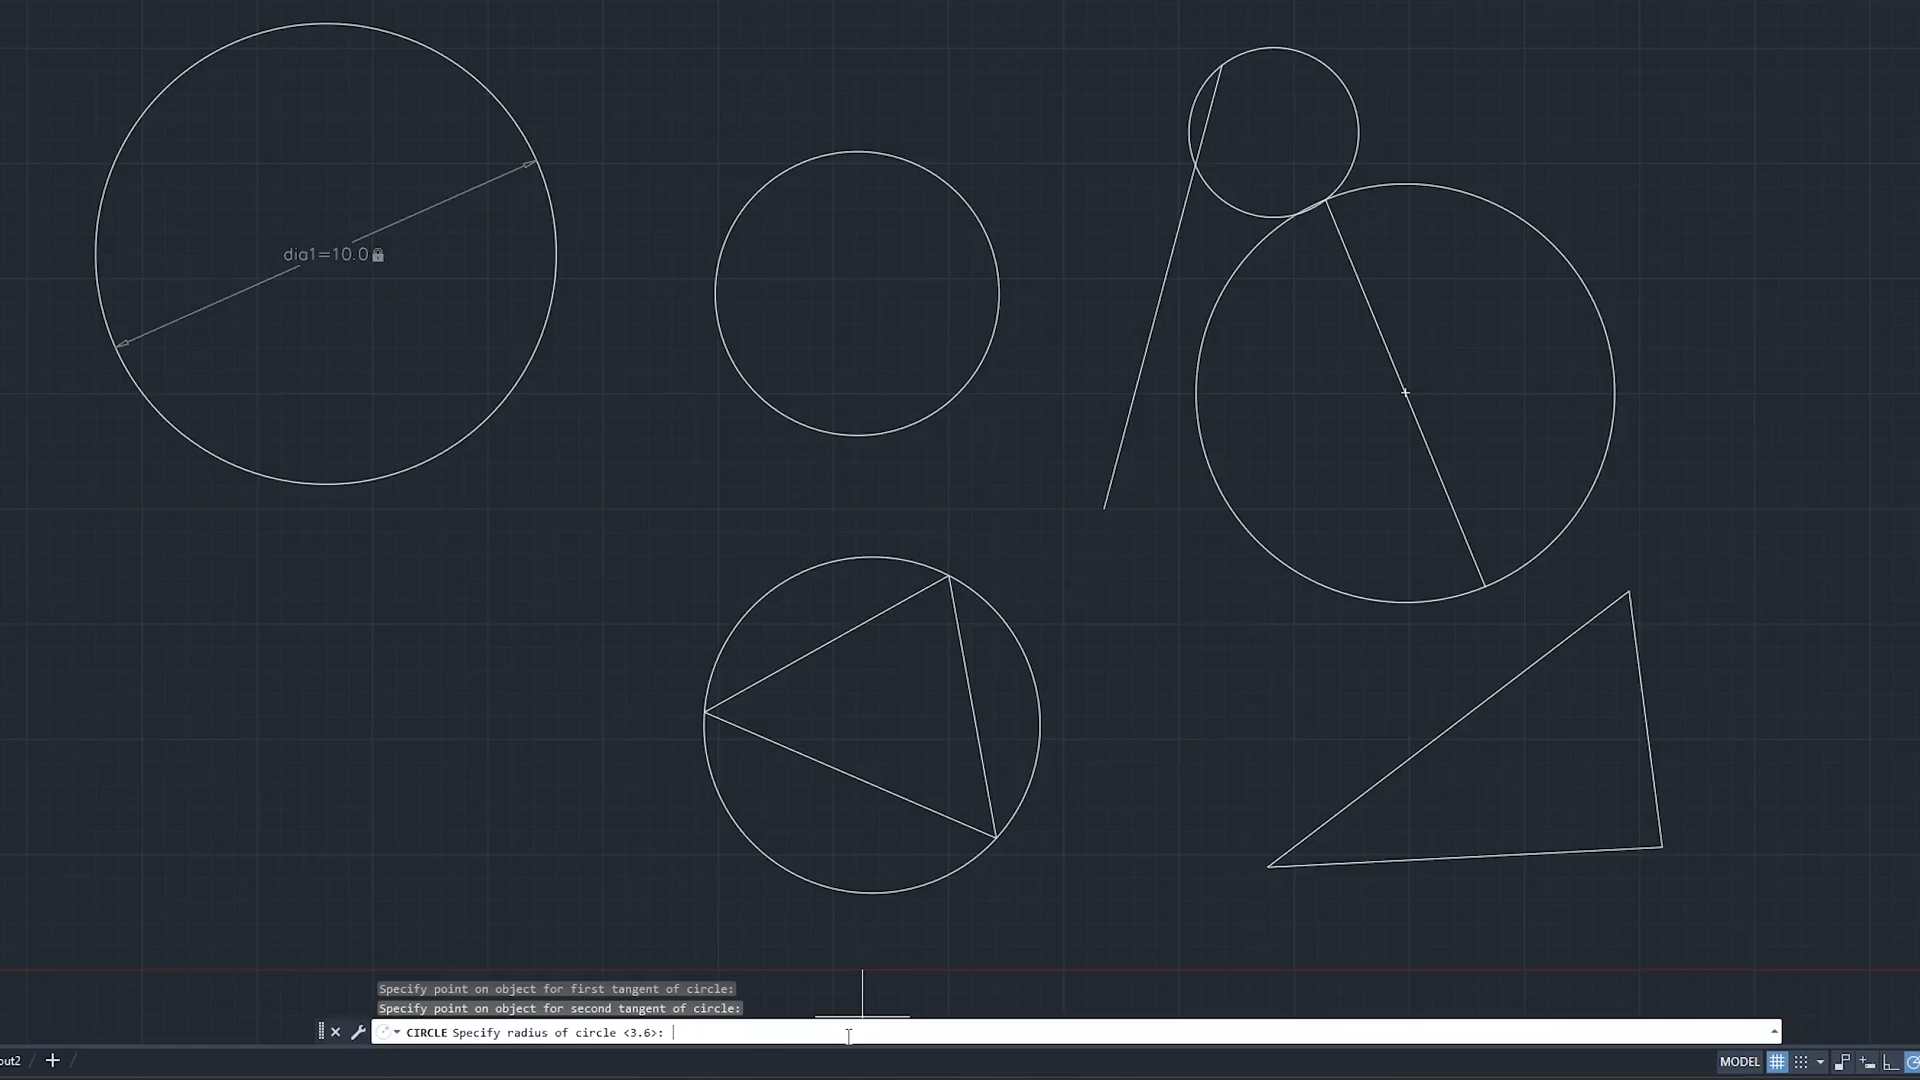 dia1=10.0
Specify point on object for first tangent of circle:
Specify point on object for second tangent of circle:
CIRCLE Specify radius of circle <3.6>:
out2
MODEL